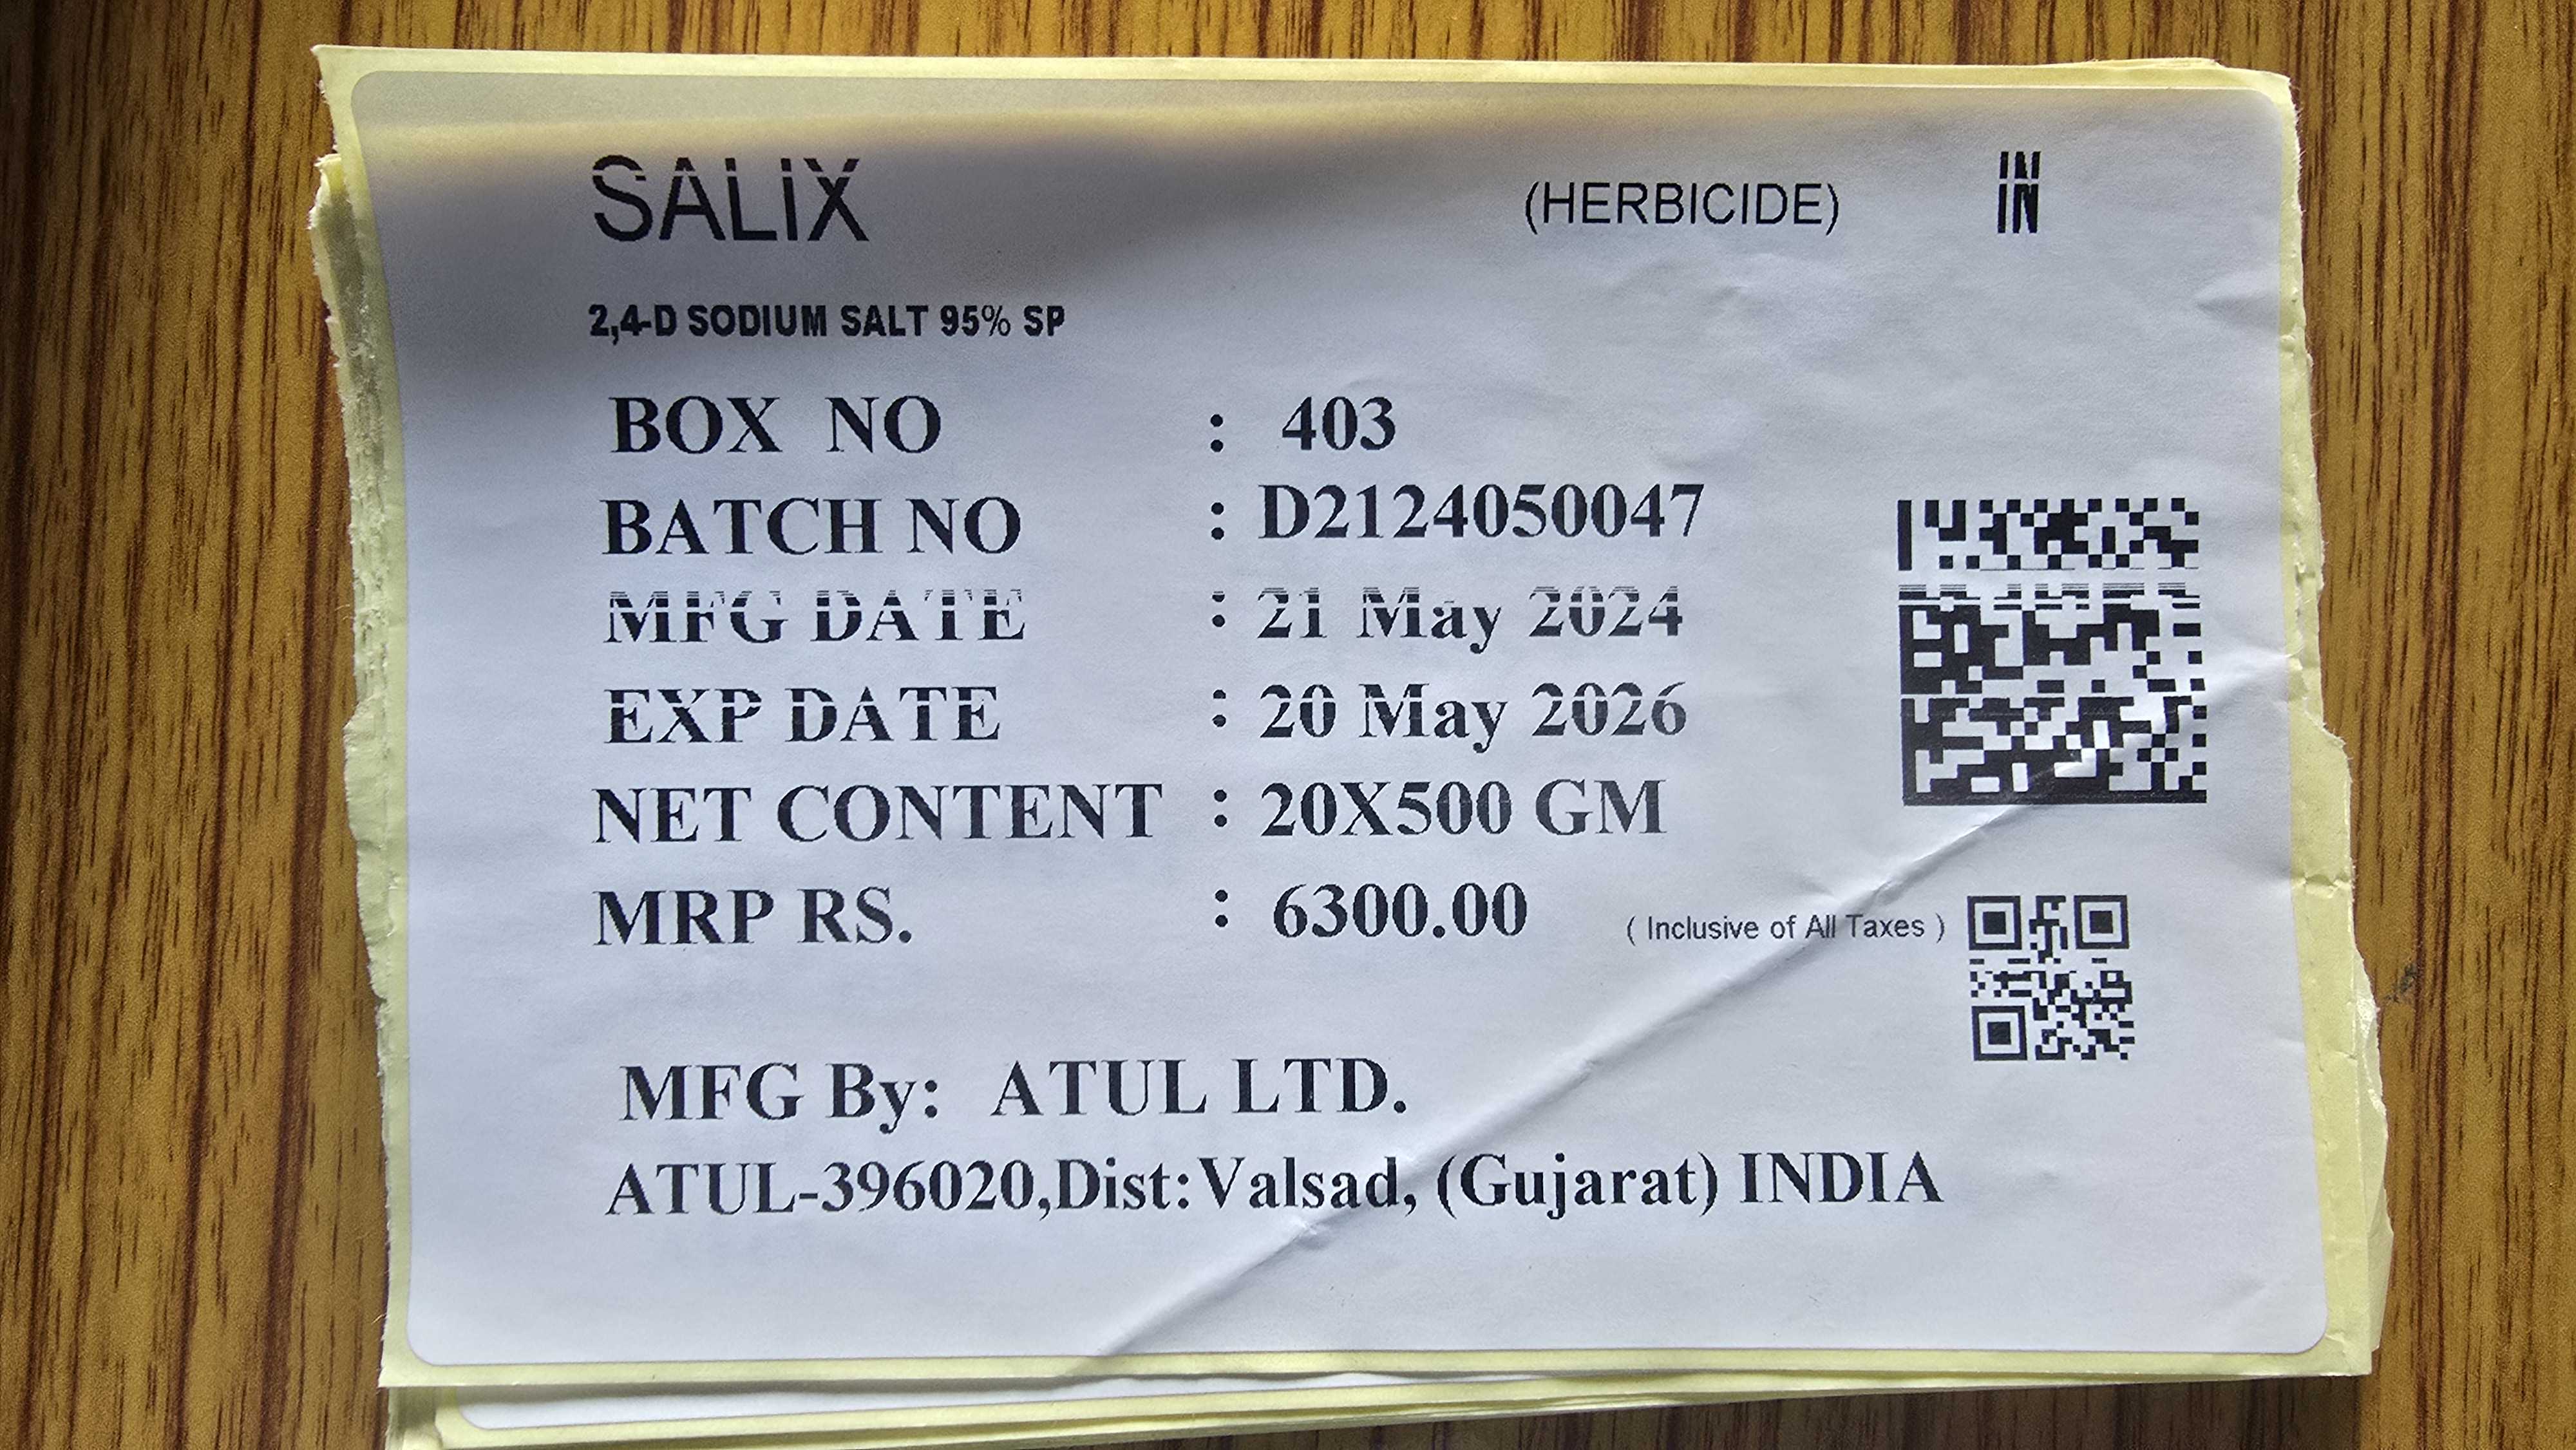 SALIX (HERBICIDE) IN
2,4-D SODIUM SALT 95% SP
BOX NO : 403
BATCH NO : D2124050047
MFG DATE : 21 May 2024
EXP DATE : 20 May 2026
NET CONTENT : 20X500 GM
MRP RS. : 6300.00 ( Inclusive of All Taxes )
MFG By: ATUL LTD.
ATUL-396020,Dist:Valsad, (Gujarat) INDIA